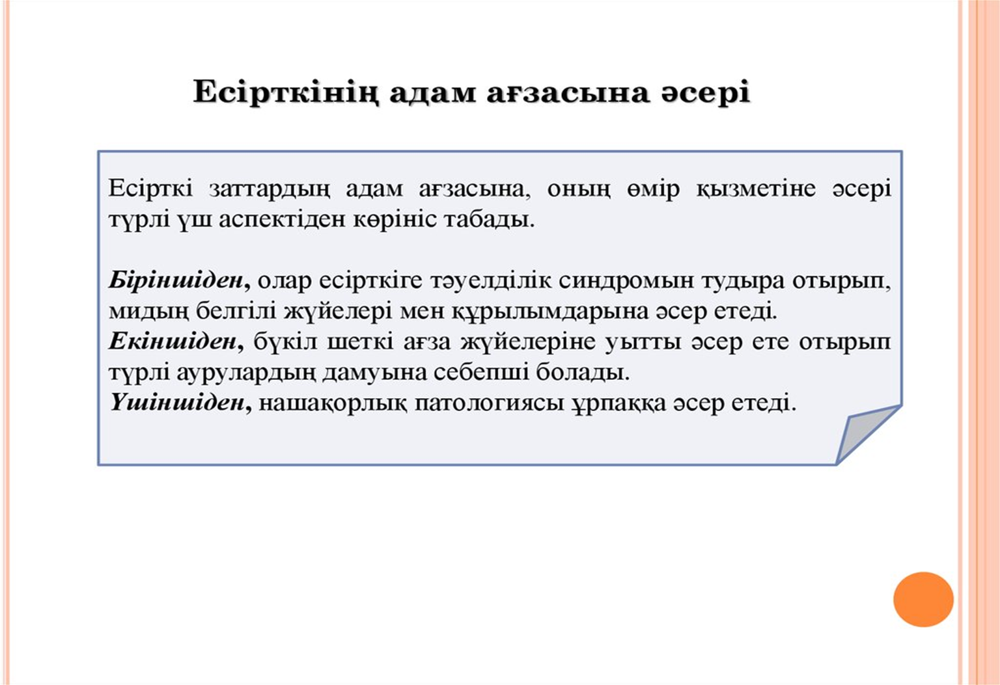 Есірткінің адам ағзасына әсері
Есірткі заттардың адам ағзасына, оның өмір қызметіне әсері
түрлі үш аспектіден көрініс табады.
Біріншіден, олар есірткіге тәуелділік синдромын тудыра отырып,
мидың белгілі жүйелері мен құрылымдарына әсер етеді.
Екіншіден, бүкіл шеткі ағза жүйелеріне уытты әсер ете отырып
түрлі аурулардың дамуына себепші болады.
Үшіншіден, нашақорлық патологиясы ұрпаққа әсер етеді.